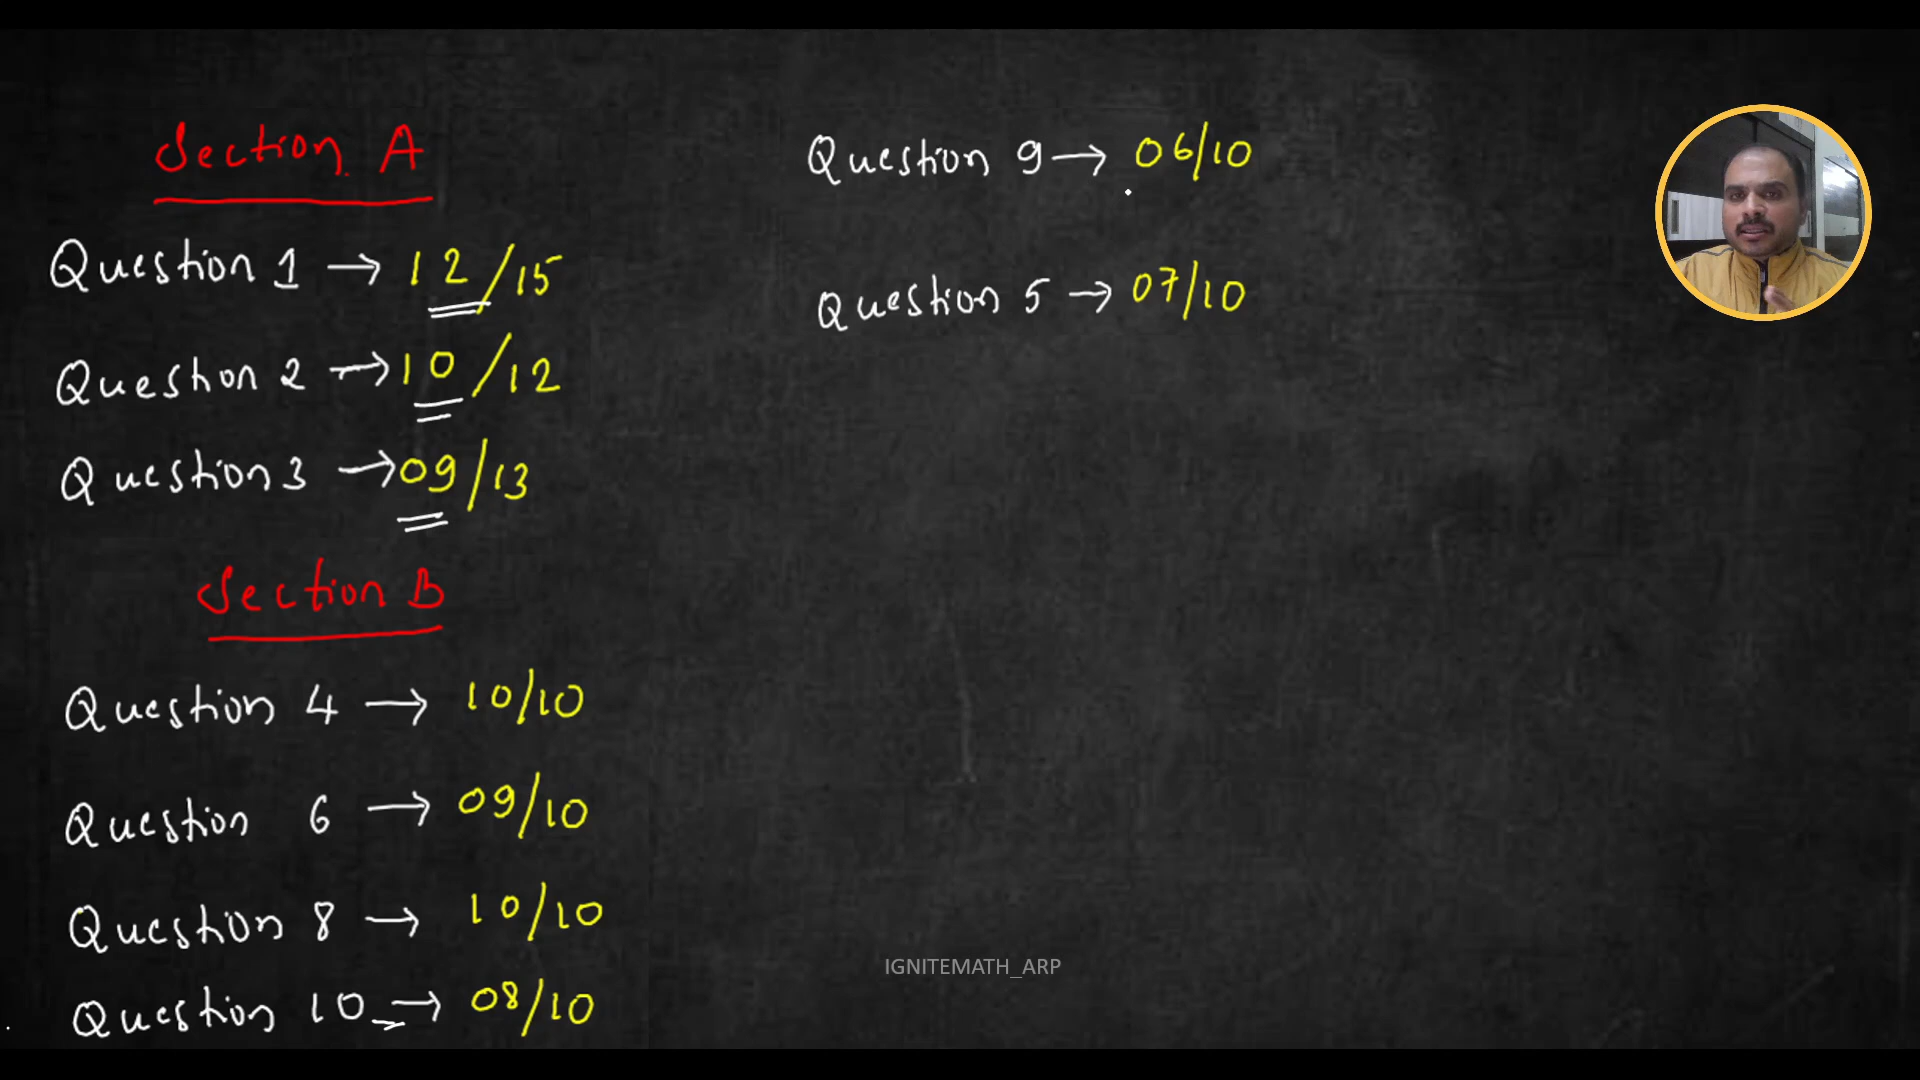 Section A
Question 1 → 12/15
Question 2 → 10/12
Question 3 → 09/13
Section B
Question 4 → 10/10
Question 6 → 09/10
Question 8 → 10/10
Question 10 → 08/10
Question 9 → 06/10
Question 5 → 07/10
IGNITEMATH_ARP